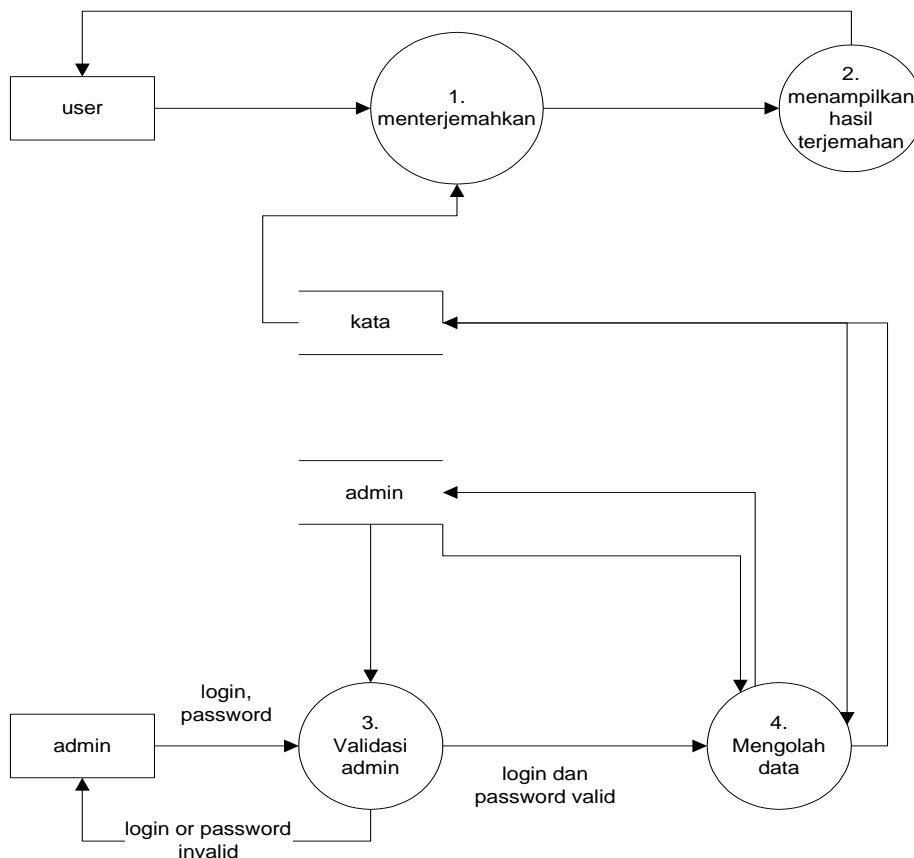 user
1.
menterjemahkan
2.
menampilkan
hasil
terjemahan
kata
admin
login,
password
admin
3.
Validasi
admin
4.
Mengolah
data
login dan
password valid
login or password
invalid